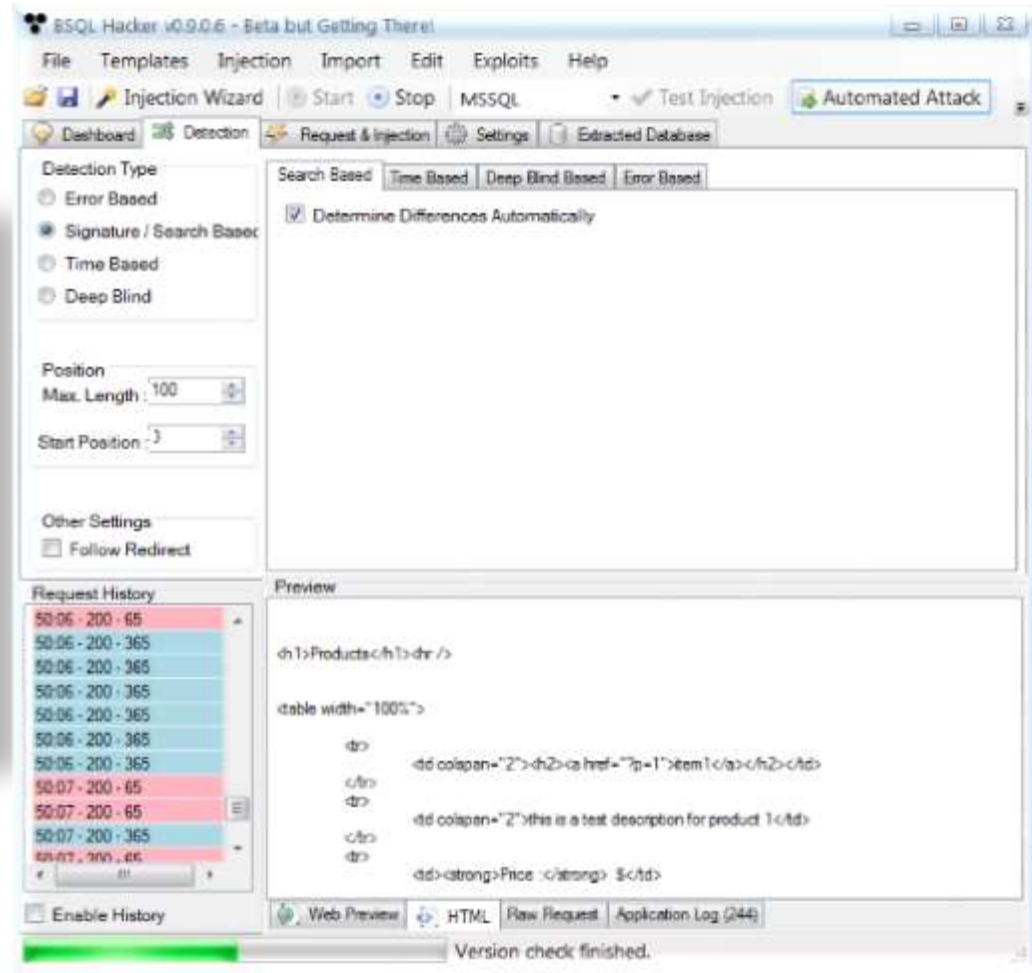 BSQL Hacker v0.9.0.6 - Beta but Getting There!
File Templates Injection Import Edit Exploits Help
Injection Wizard Start Stop MSSQL Test Injection Automated Attack
Dashboard Detection Request & Injection Settings Extracted Database
Detection Type
Error Based
Signature / Search Based
Time Based
Deep Blind
Search Based Time Based Deep Blind Based Error Based
Determine Differences Automatically
Position
Max. Length : 100
Start Position : 3
Other Settings
Follow Redirect
Request History
50:06 - 200 - 65
50:06 - 200 - 365
50:06 - 200 - 365
50:06 - 200 - 365
50:06 - 200 - 365
50:06 - 200 - 365
50:06 - 200 - 365
50:07 - 200 - 65
50:07 - 200 - 65
50:07 - 200 - 365
50:07 - 200 - 65
Enable History
Preview
<h1>Products</h1><hr />
<table width="100%">
<tr>
<td colspan="2"><h2><a href="?p=1">item1</a></h2></td>
</tr>
<tr>
<td colspan="2">this is a test description for product 1</td>
</tr>
<tr>
<td><strong>Price :</strong> $</td>
Web Preview HTML Raw Request Application Log (244)
Version check finished.